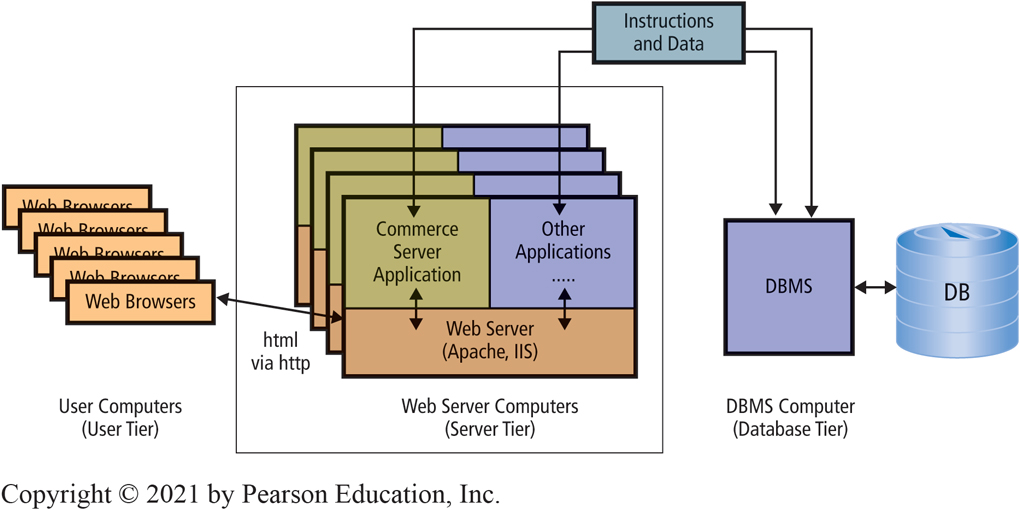 Instructions
and Data
Web Browsers
Web Browsers
Web Browsers
Web Browsers
Web Browsers
html
via http
Commerce
Server
Application
Other
Applications
.....
Web Server
(Apache, IIS)
DBMS
DB
User Computers
(User Tier)
Web Server Computers
(Server Tier)
DBMS Computer
(Database Tier)
Copyright © 2021 by Pearson Education, Inc.